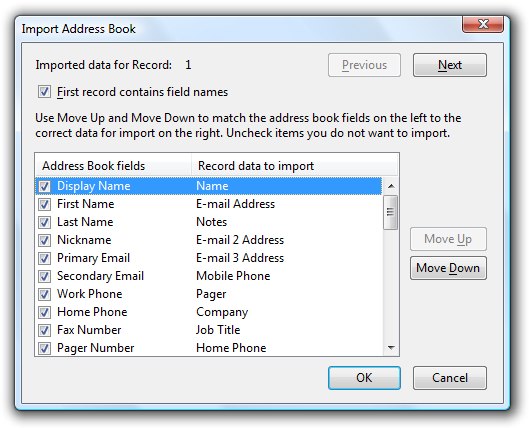 Import Address Book
Imported data for Record: 1
Previous
Next
First record contains field names
Use Move Up and Move Down to match the address book fields on the left to the
correct data for import on the right. Uncheck items you do not want to import.
Address Book fields Record data to import
Display Name Name
First Name E-mail Address
Last Name Notes
Nickname E-mail 2 Address
Primary Email E-mail 3 Address
Secondary Email Mobile Phone
Work Phone Pager
Home Phone Company
Fax Number Job Title
Pager Number Home Phone
Move Up
Move Down
OK
Cancel